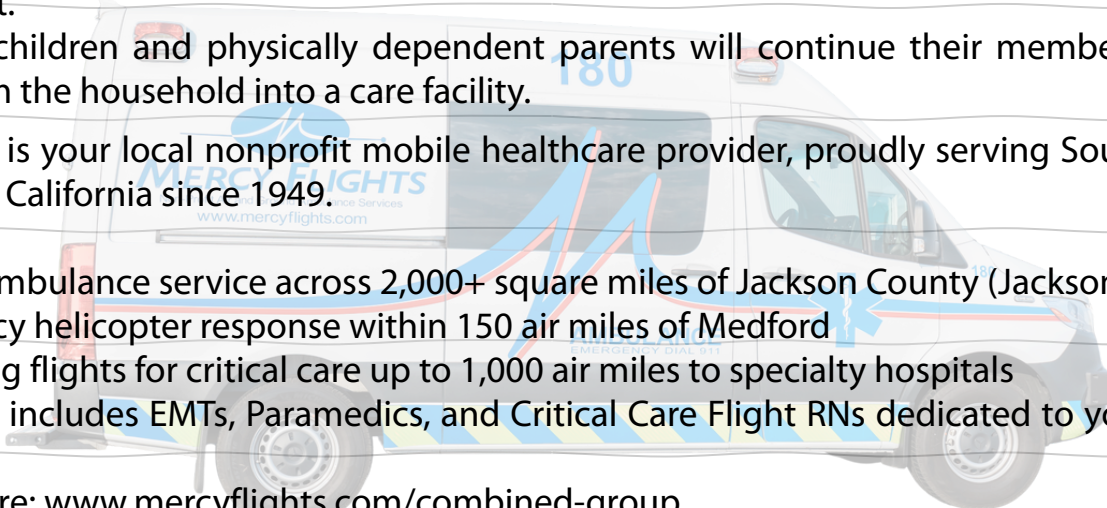 t.
children and physically dependent parents will continue their membe
n the household into a care facility.
is your local nonprofit mobile healthcare provider, proudly serving Sou
California since 1949.
mbulance service across 2,000+ square miles of Jackson County (Jackson
cy helicopter response within 150 air miles of Medford
g flights for critical care up to 1,000 air miles to specialty hospitals
includes EMTs, Paramedics, and Critical Care Flight RNs dedicated to yo
re: www.mercyflights.com/combined-group
180
MERCY FLIGHTS
www.mercyflights.com
180
AMBULANCE
EMERGENCY DIAL 911